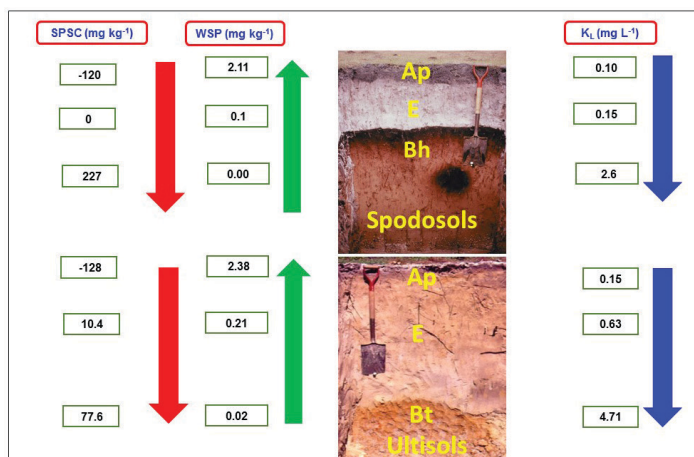 SPSC (mg kg-1) WSP (mg kg-1) KL (mg L-1)
-120 2.11 Ap 0.10
0 0.1 E 0.15
227 0.00 Bh 2.6
Spodosols
-128 2.38 Ap 0.15
10.4 0.21 E 0.63
77.6 0.02 Bt 4.71
Ultisols